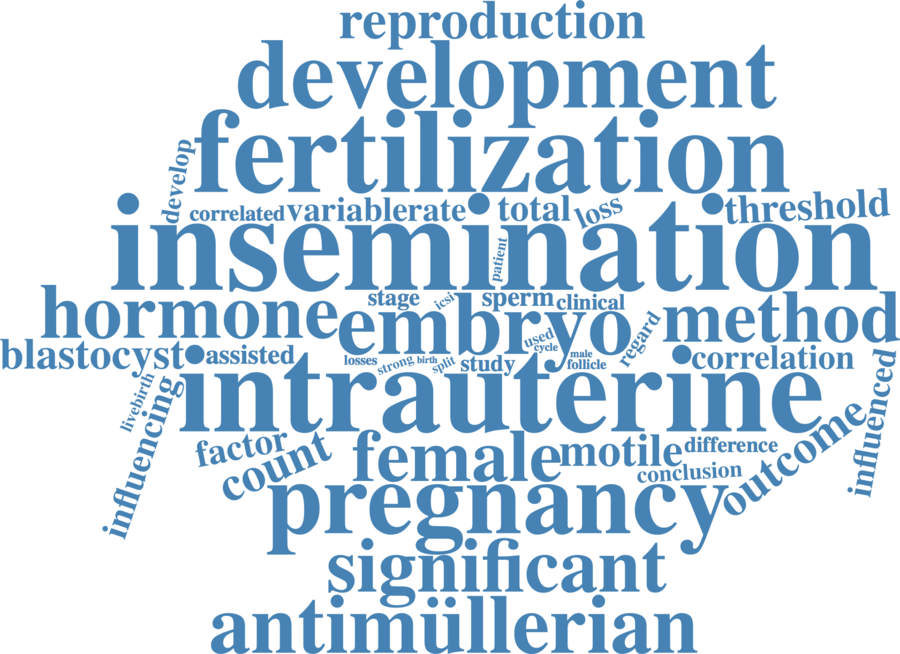 reproduction
development
fertilization
develop
correlated variablerate total loss threshold
insemination
patient
hormone stage icsi sperm clinical method
embryo
used
cycle
regard
blastocyst assisted losses strong birth split study male
follicle correlation
intrauterine
livebirth
influencing
influenced
factor count female motile difference
conclusion outcome
pregnancy
significant
antimüllerian